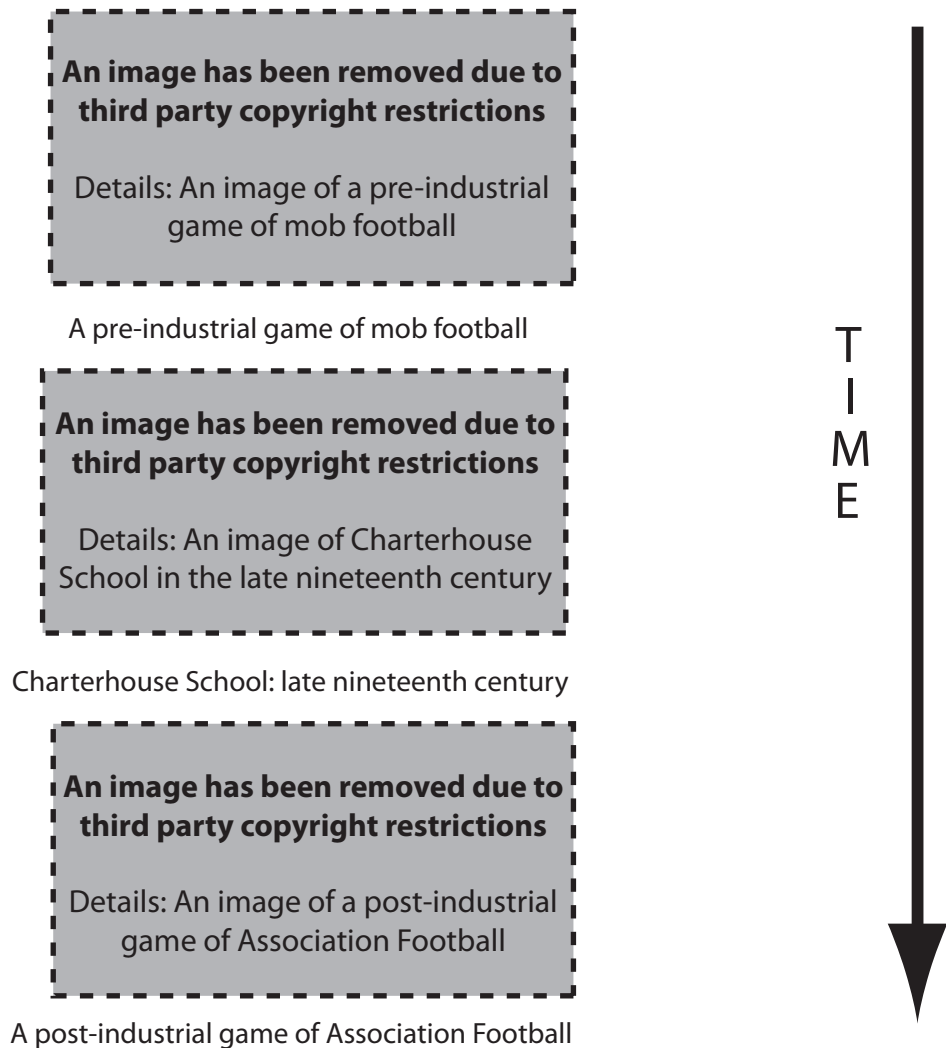 An image has been removed due to
third party copyright restrictions
Details: An image of a pre-industrial
game of mob football
A pre-industrial game of mob football
An image has been removed due to
third party copyright restrictions
Details: An image of Charterhouse
School in the late nineteenth century
Charterhouse School: late nineteenth century
An image has been removed due to
third party copyright restrictions
Details: An image of a post-industrial
game of Association Football
A post-industrial game of Association Football
T
I
M
E